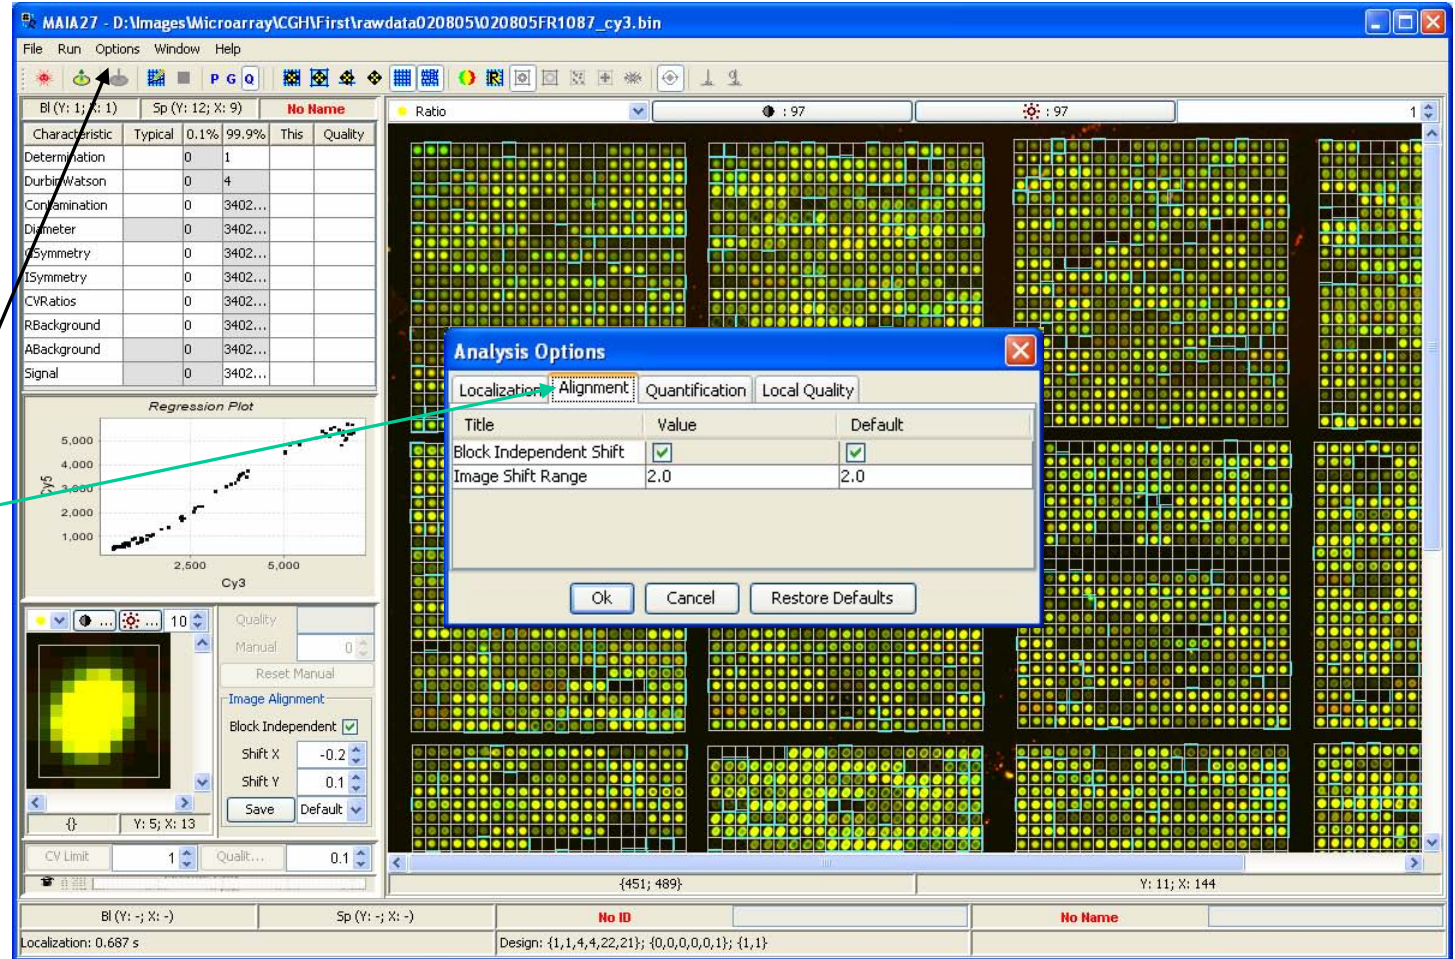 MAIA27 - D:\Images\Microarray\CGH\First\rawdata020805\020805FR1087_cy3.bin
File Run Options Window Help
P G Q
Bl (Y: 1; X: 1) Sp (Y: 12; X: 9) No Name
Ratio : 97 : 97 1
Characteristic Typical 0.1% 99.9% This Quality
Determination 0 1
DurbinWatson 0 4
Contamination 0 3402...
Diameter 0 3402...
GSymmetry 0 3402...
ISymmetry 0 3402...
CVRatios 0 3402...
RBackground 0 3402...
ABackground 0 3402...
Signal 0 3402...
Analysis Options
Localization Alignment Quantification Local Quality
Title Value Default
Block Independent Shift
Image Shift Range 2.0 2.0
Ok Cancel Restore Defaults
Regression Plot
5,000
4,000
3,000
2,000
1,000
Cy5
2,500 5,000
Cy3
... ... 10
Quality
Manual 0
Reset Manual
Image Alignment
Block Independent
Shift X -0.2
Shift Y 0.1
Save Default
{} Y: 5; X: 13
CV Limit 1 Qualit... 0.1
{451; 489} Y: 11; X: 144
Bl (Y: -; X: -) Sp (Y: -; X: -) No ID No Name
Localization: 0.687 s Design: {1,1,4,4,22,21}; {0,0,0,0,0,1}; {1,1}